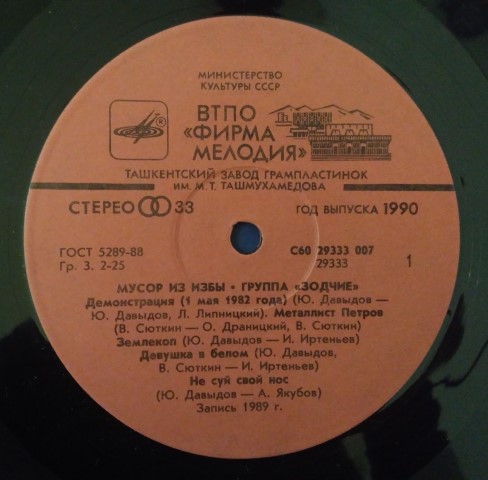 МИНИСТЕРСТВО
КУЛЬТУРЫ СССР
®
ВТПО
«ФИРМА
МЕЛОДИЯ»
ТАШКЕНТСКИЙ ЗАВОД ГРАМПЛАСТИНОК
ИМ. М. Т. ТАШМУХАМЕДОВА
СТЕРЕО 33
ГОД ВЫПУСКА 1990
ГОСТ 5289-88
Гр. 3. 2-25
С60 29333 007
29333
1
МУСОР ИЗ ИЗБЫ • ГРУППА «ЗОДЧИЕ»
Демонстрация (1 мая 1982 года) (Ю. Давыдов—
Ю. Давыдов, Л. Липницкий). Металлист Петров
(В. Сюткин — О. Драницкий, В. Сюткин)
Землекоп (Ю. Давыдов — И. Иртеньев)
Девушка в белом (Ю. Давыдов,
В. Сюткин — И. Иртеньев)
Не суй свой нос
(Ю. Давыдов — А. Якубов)
Запись 1989 г.